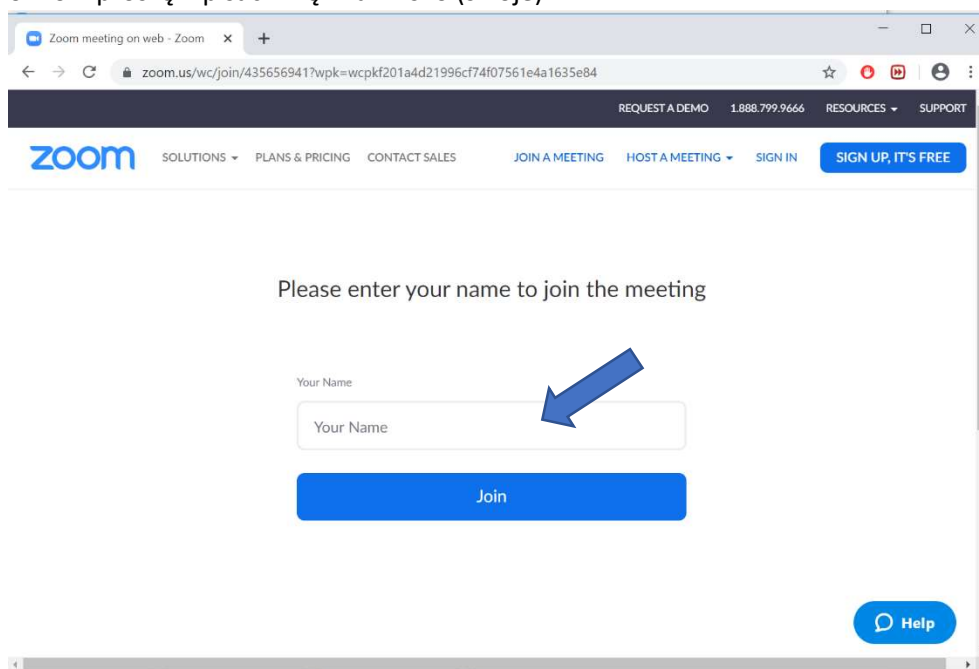 Zoom meeting on web - Zoom
zoom.us/wc/join/435656941?wpk=wcpkf201a4d21996cf74f07561e4a1635e84
REQUEST A DEMO 1.888.799.9666 RESOURCES SUPPORT
zoom SOLUTIONS PLANS & PRICING CONTACT SALES JOIN A MEETING HOST A MEETING SIGN IN SIGN UP, IT'S FREE
Please enter your name to join the meeting
Your Name
Your Name
Join
Help